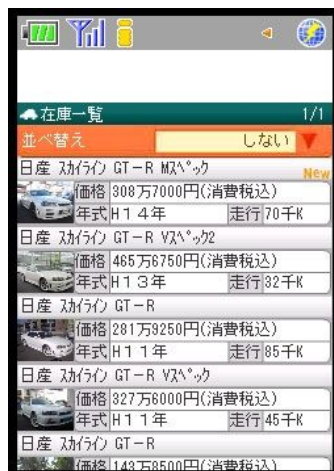 在庫一覧 1/1
並べ替え しない
日産 スカイライン GT-R Mスペック New
価格 308万7000円(消費税込)
年式 H14年 走行 70千K
日産 スカイライン GT-R Vスペック2
価格 465万6750円(消費税込)
年式 H13年 走行 32千K
日産 スカイライン GT-R
価格 281万9250円(消費税込)
年式 H11年 走行 85千K
日産 スカイライン GT-R Vスペック
価格 327万6000円(消費税込)
年式 H11年 走行 45千K
日産 スカイライン GT-R
価格 143万8500円(消費税込)